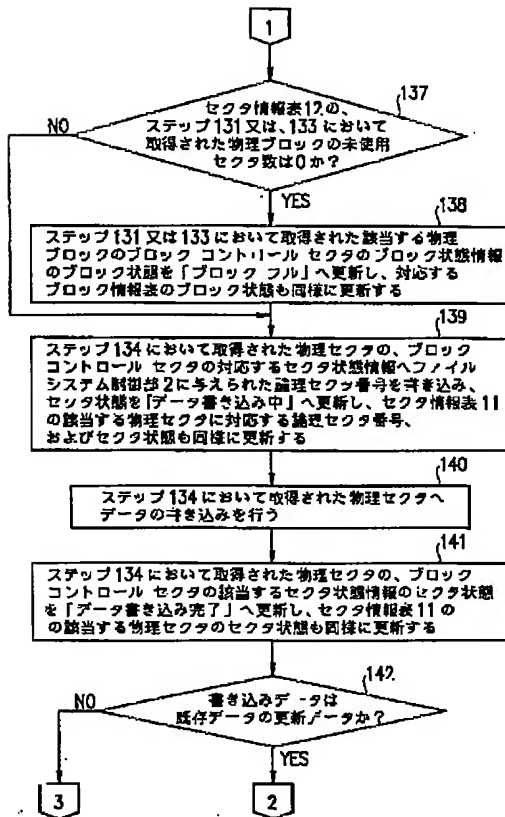 1
137
セクタ情報表12の、
ステップ131又は、133において
取得された物理ブロックの未使用
セクタ数は0か?
NO
YES
138
ステップ131又は133において取得された該当する物理
ブロックのブロック コントロール セクタのブロック状態情報
のブロック状態を「ブロック フル」へ更新し、対応する
ブロック情報表のブロック状態も同様に更新する
139
ステップ134において取得された物理セクタの、ブロック
コントロール セクタの対応するセクタ状態情報へファイル
システム制御部2に与えられた論理セクタ番号を書き込み、
セクタ状態を「データ書き込み中」へ更新し、セクタ情報表11
の該当する物理セクタに対応する論理セクタ番号、
およびセクタ状態も同様に更新する
140
ステップ134において取得された物理セクタへ
データの書き込みを行う
141
ステップ134において取得された物理セクタの、ブロック
コントロール セクタの該当するセクタ状態情報のセクタ状態
を「データ書き込み完了」へ更新し、セクタ情報表11の
の該当する物理セクタのセクタ状態も同様に更新する
142
書き込みデータは
既存データの更新データか?
NO
YES
3
2